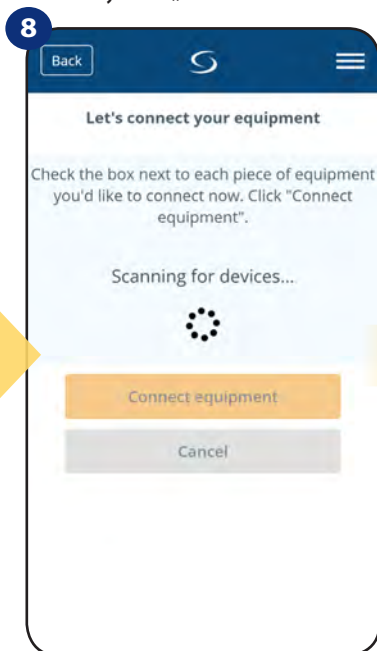 8
Back
Let's connect your equipment
Check the box next to each piece of equipment
you'd like to connect now. Click "Connect
equipment".
Scanning for devices...
Connect equipment
Cancel